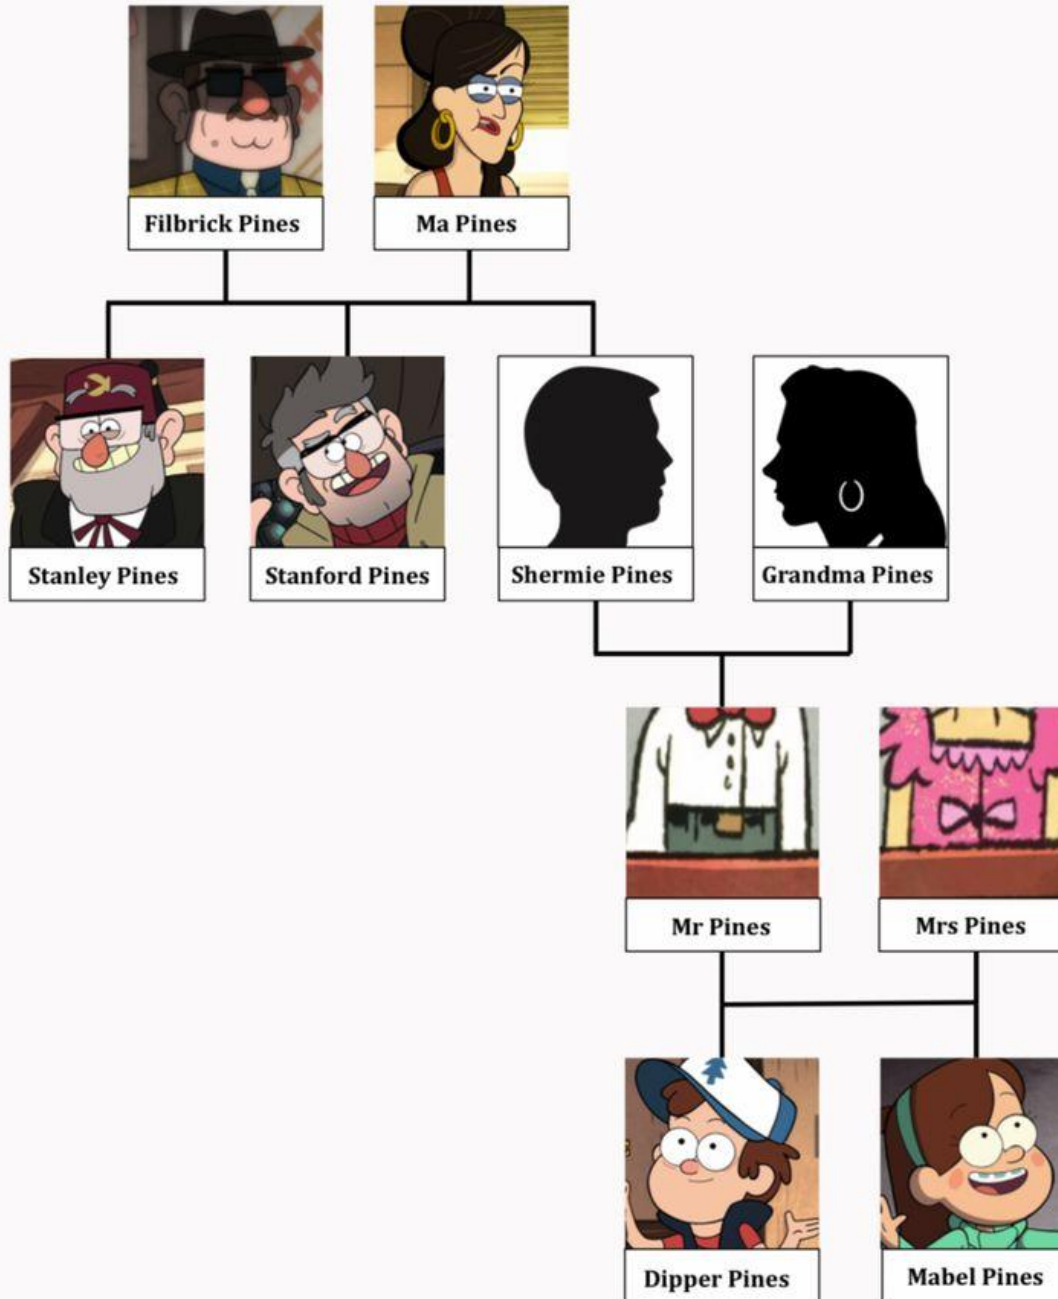 Filbrick Pines
Ma Pines
Stanley Pines
Stanford Pines
Shermie Pines
Grandma Pines
Mr Pines
Mrs Pines
Dipper Pines
Mabel Pines